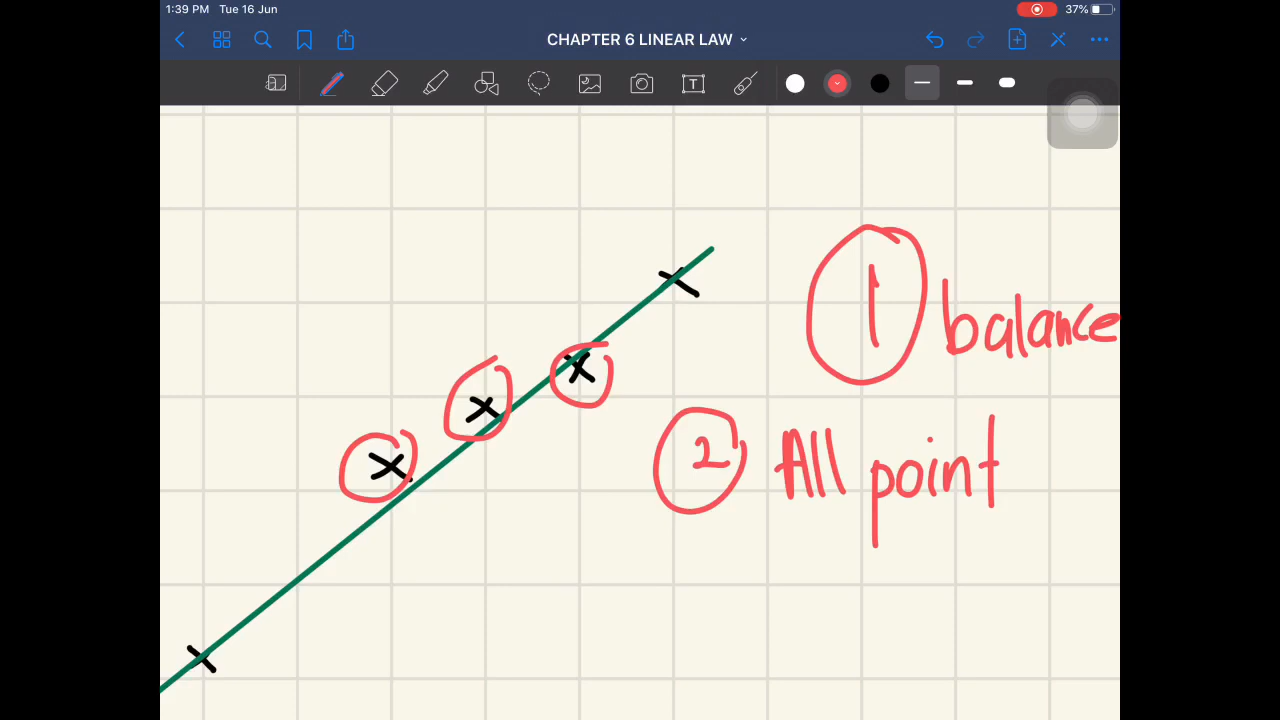 1:39 PM Tue 16 Jun
37%
CHAPTER 6 LINEAR LAW
T
1 balance
2 All point